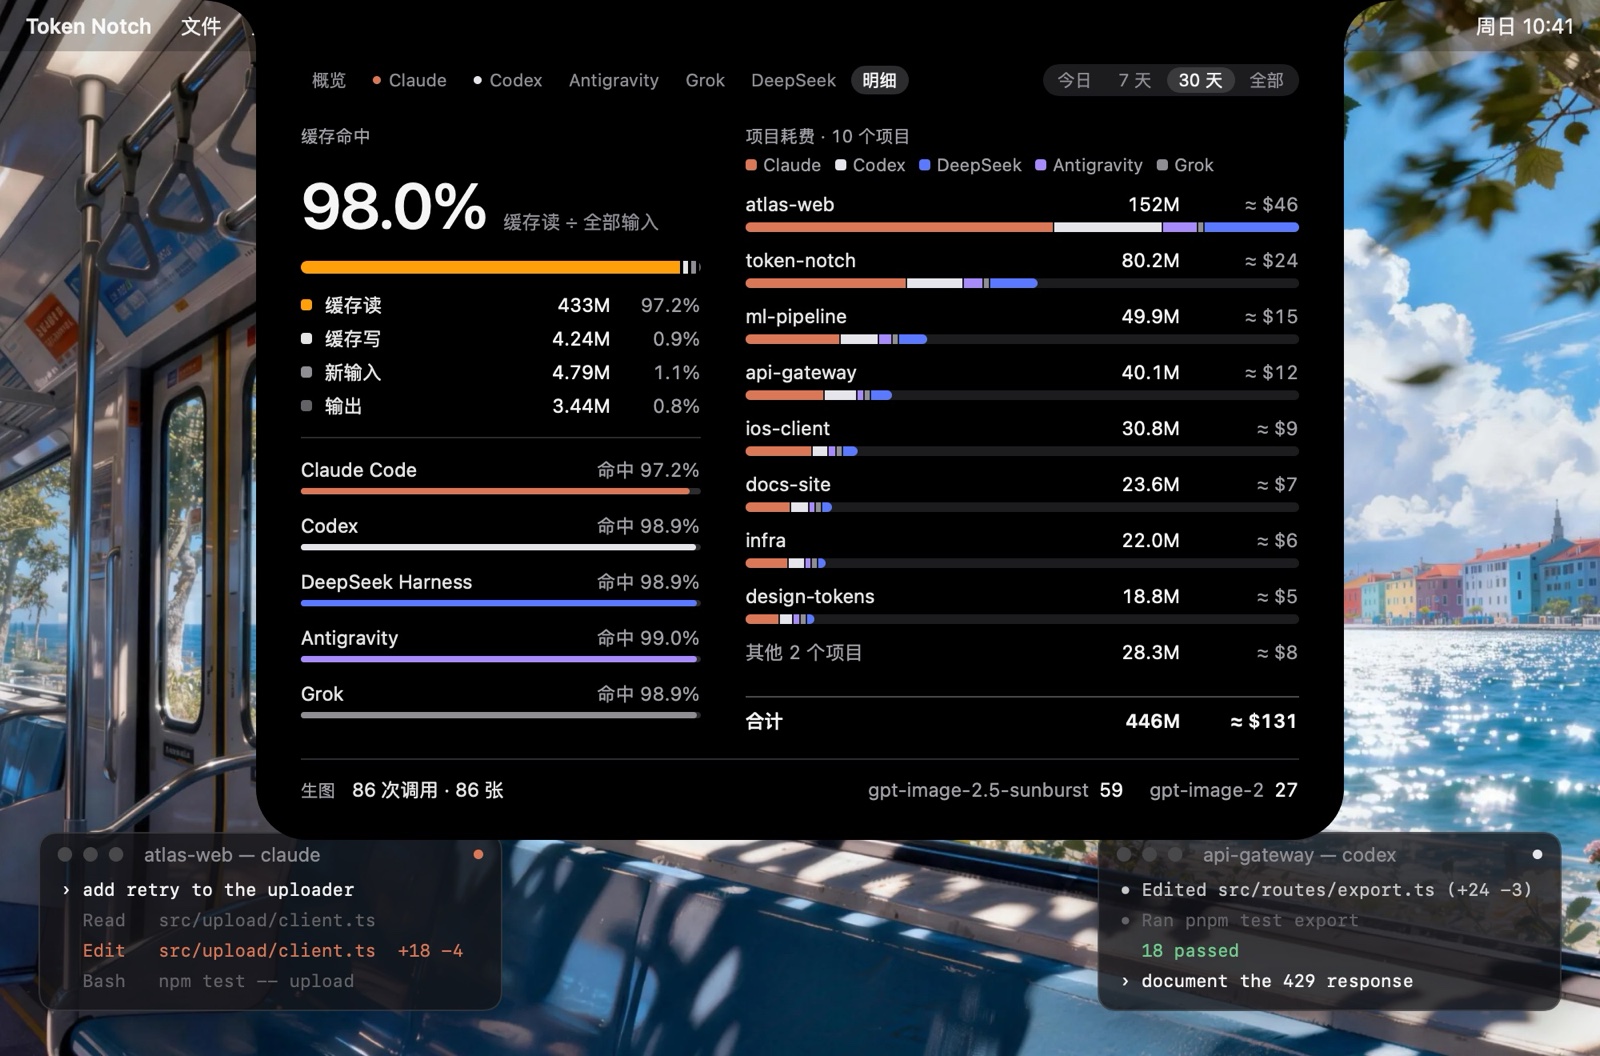 Token Notch 文件
周日 10:41
概览 Claude Codex Antigravity Grok DeepSeek 明细
今日 7 天 30 天 全部
缓存命中
98.0% 缓存读 ÷ 全部输入
缓存读 433M 97.2%
缓存写 4.24M 0.9%
新输入 4.79M 1.1%
输出 3.44M 0.8%
Claude Code 命中 97.2%
Codex 命中 98.9%
DeepSeek Harness 命中 98.9%
Antigravity 命中 99.0%
Grok 命中 98.9%
项目耗费 · 10 个项目
Claude Codex DeepSeek Antigravity Grok
atlas-web 152M ≈ $46
token-notch 80.2M ≈ $24
ml-pipeline 49.9M ≈ $15
api-gateway 40.1M ≈ $12
ios-client 30.8M ≈ $9
docs-site 23.6M ≈ $7
infra 22.0M ≈ $6
design-tokens 18.8M ≈ $5
其他 2 个项目 28.3M ≈ $8
合计 446M ≈ $131
生图 86 次调用 · 86 张
gpt-image-2.5-sunburst 59 gpt-image-2 27
atlas-web — claude
› add retry to the uploader
Read src/upload/client.ts
Edit src/upload/client.ts +18 −4
Bash npm test -- upload
api-gateway — codex
• Edited src/routes/export.ts (+24 −3)
• Ran pnpm test export
18 passed
› document the 429 response